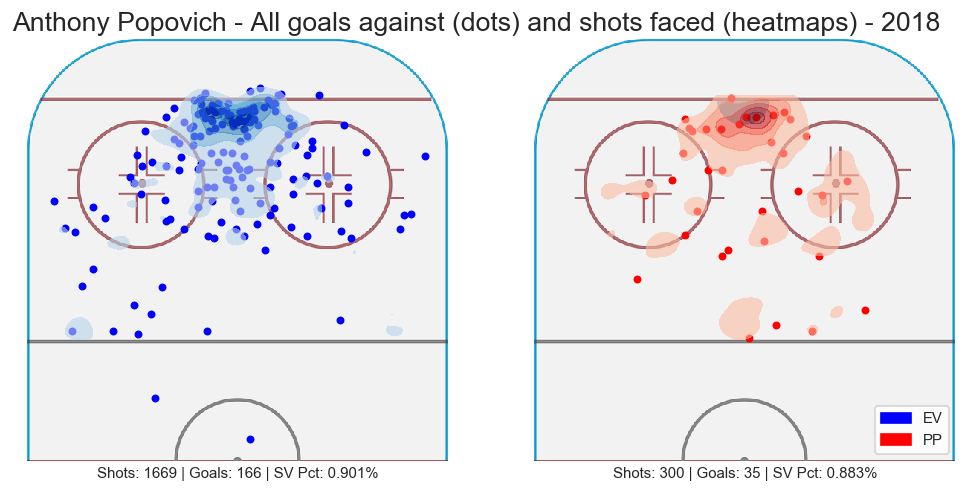 Anthony Popovich - All goals against (dots) and shots faced (heatmaps) - 2018
EV
PP
Shots: 1669 | Goals: 166 | SV Pct: 0.901%
Shots: 300 | Goals: 35 | SV Pct: 0.883%